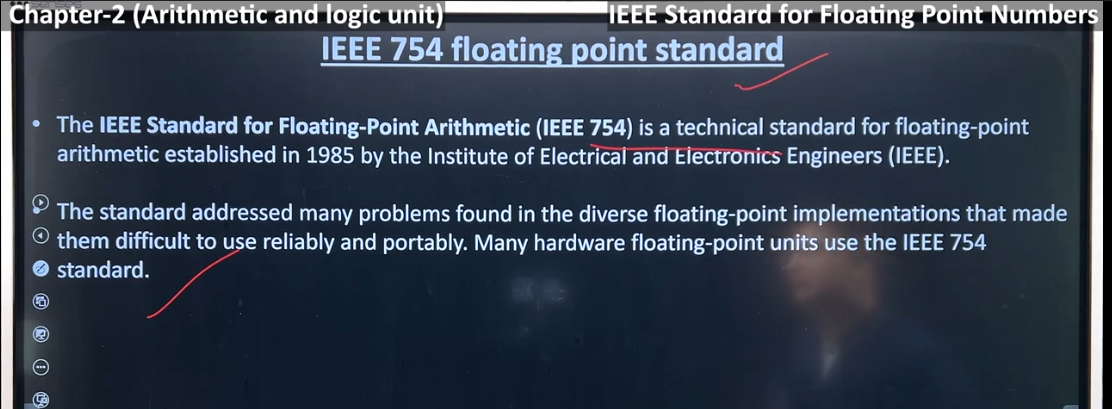 Chapter-2 (Arithmetic and logic unit)
IEEE Standard for Floating Point Numbers
IEEE 754 floating point standard
• The IEEE Standard for Floating-Point Arithmetic (IEEE 754) is a technical standard for floating-point
arithmetic established in 1985 by the Institute of Electrical and Electronics Engineers (IEEE).
The standard addressed many problems found in the diverse floating-point implementations that made
them difficult to use reliably and portably. Many hardware floating-point units use the IEEE 754
standard.